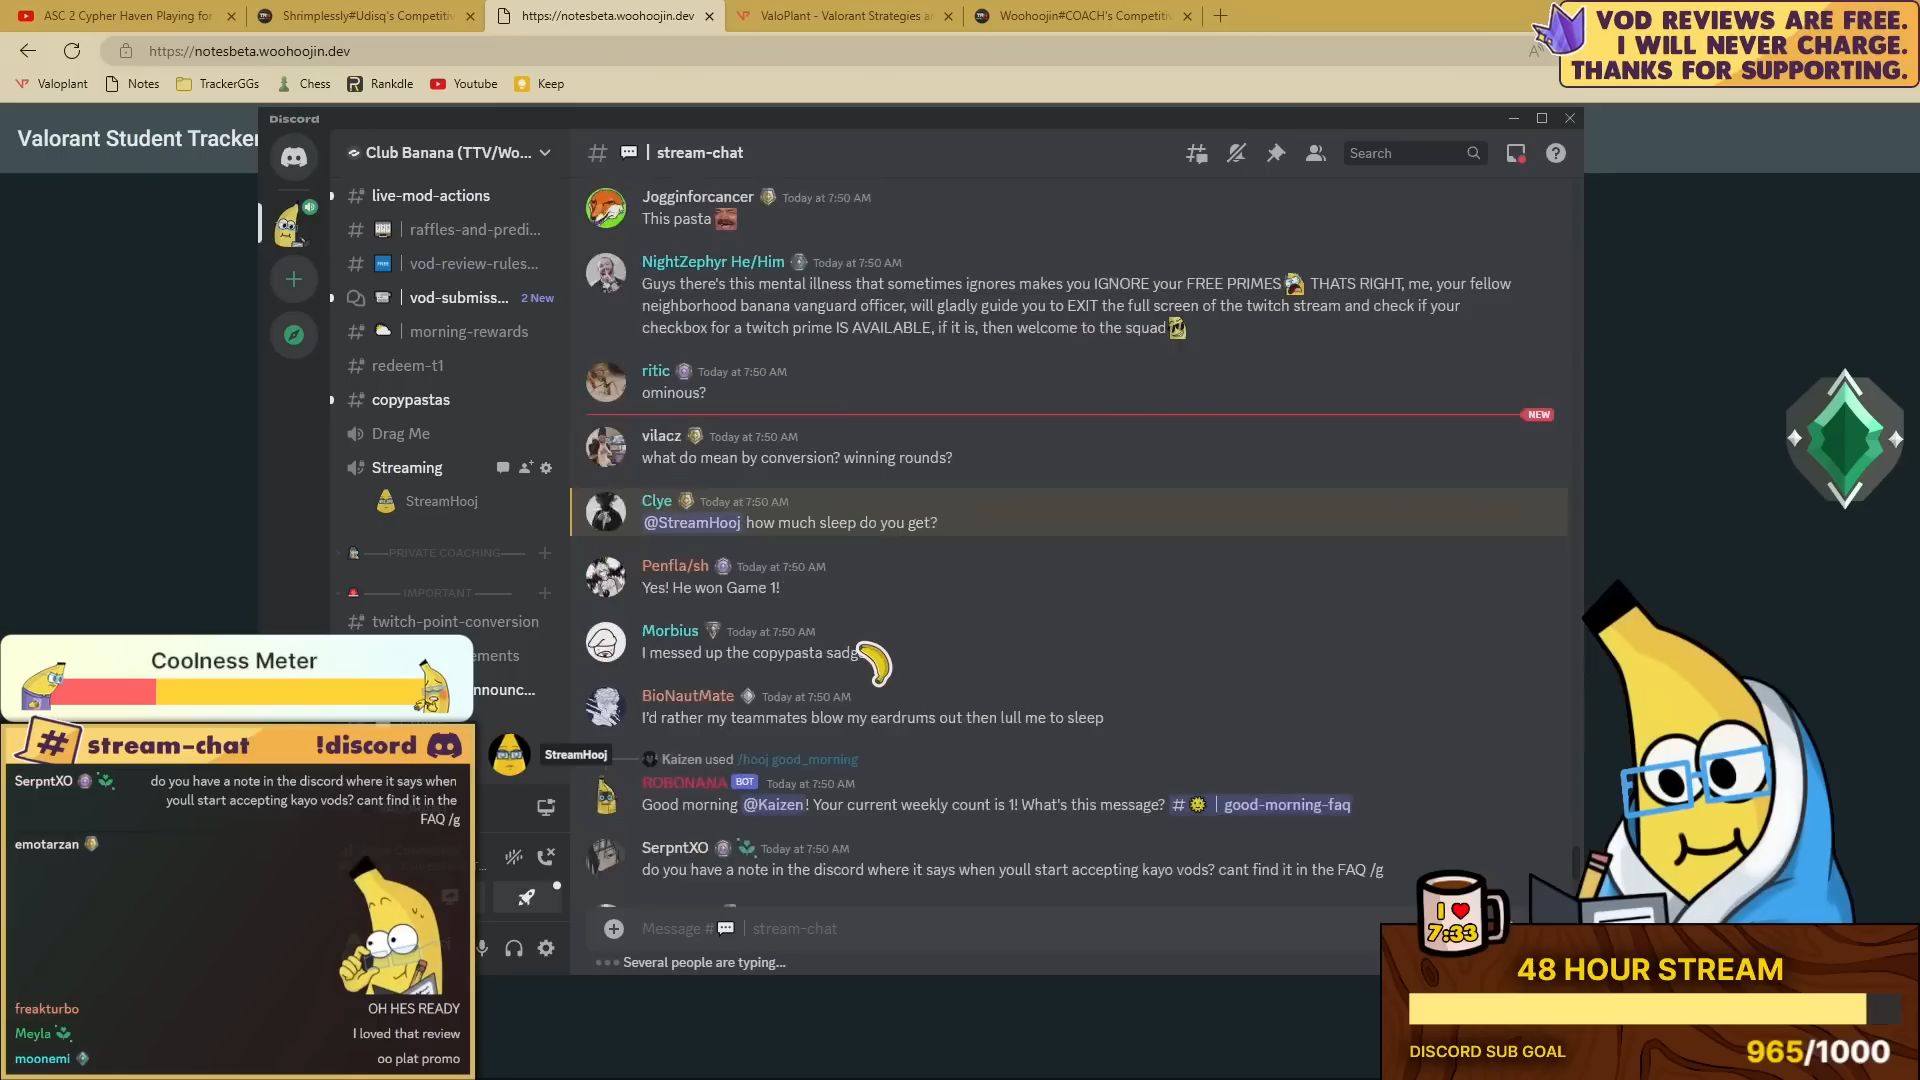 ASC 2 Cypher Haven Playing for
Shrimplessly#Udisq's Competitiv
https://notesbeta.woohoojin.dev
ValoPlant - Valorant Strategies a
Woohoojin#COACH's Competiti
https://notesbeta.woohoojin.dev
Valoplant
Notes
TrackerGGs
Chess
Rankdle
Youtube
Keep
VOD REVIEWS ARE FREE.
I WILL NEVER CHARGE.
THANKS FOR SUPPORTING.
Valorant Student Tracker
Discord
Club Banana (TTV/Wo...
live-mod-actions
raffles-and-predi...
vod-review-rules...
vod-submiss...
2 New
morning-rewards
redeem-t1
copypastas
Drag Me
Streaming
StreamHooj
PRIVATE COACHING
IMPORTANT
twitch-point-conversion
# | stream-chat
Search
Jogginforcancer Today at 7:50 AM
This pasta
NightZephyr He/Him Today at 7:50 AM
Guys there's this mental illness that sometimes ignores makes you IGNORE your FREE PRIMES THATS RIGHT, me, your fellow
neighborhood banana vanguard officer, will gladly guide you to EXIT the full screen of the twitch stream and check if your
checkbox for a twitch prime IS AVAILABLE, if it is, then welcome to the squad
ritic Today at 7:50 AM
ominous?
NEW
vilacz Today at 7:50 AM
what do mean by conversion? winning rounds?
Clye Today at 7:50 AM
@StreamHooj how much sleep do you get?
Penfla/sh Today at 7:50 AM
Yes! He won Game 1!
Morbius Today at 7:50 AM
I messed up the copypasta sadg
BioNautMate Today at 7:50 AM
I'd rather my teammates blow my eardrums out then lull me to sleep
Kaizen used /hooj good_morning
ROBONANA BOT Today at 7:50 AM
Good morning @Kaizen! Your current weekly count is 1! What's this message? # | good-morning-faq
SerpntXO Today at 7:50 AM
do you have a note in the discord where it says when youll start accepting kayo vods? cant find it in the FAQ /g
Message # | stream-chat
Several people are typing...
Coolness Meter
# stream-chat !discord
StreamHooj
SerpntXO do you have a note in the discord where it says when
youll start accepting kayo vods? cant find it in the
FAQ /g
emotarzan
freakturbo OH HES READY
Meyla I loved that review
moonemi oo plat promo
I
7:33
48 HOUR STREAM
DISCORD SUB GOAL
965/1000